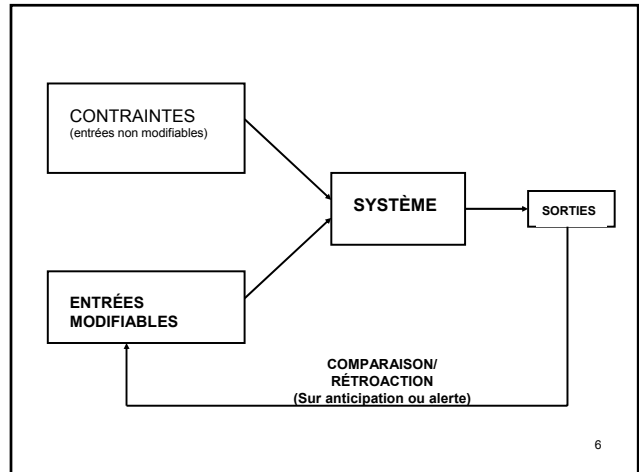 CONTRAINTES
(entrées non modifiables)
SYSTÈME
SORTIES
ENTRÉES
MODIFIABLES
COMPARAISON/
RÉTROACTION
(Sur anticipation ou alerte)
6